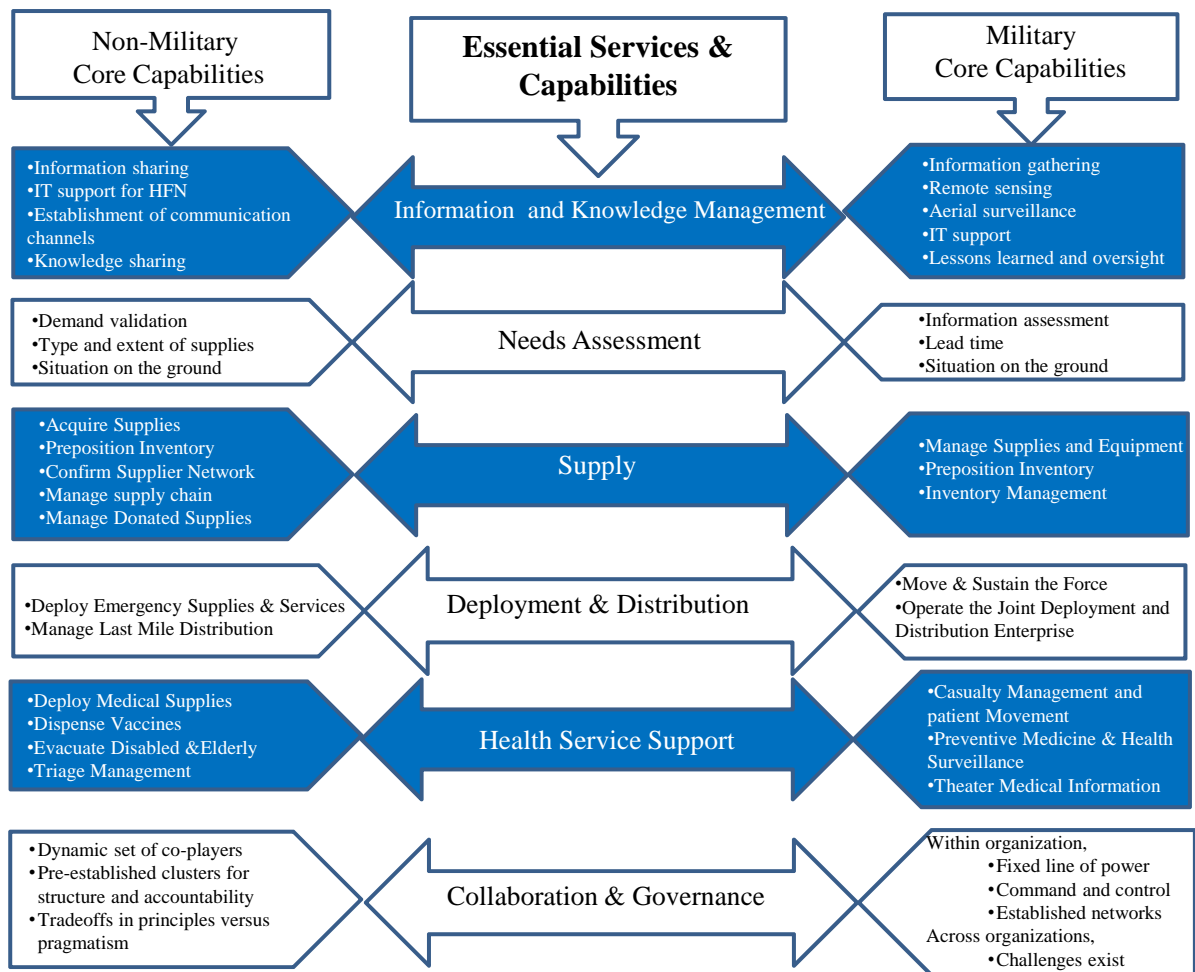 Non-Military
Core Capabilities
Essential Services &
Capabilities
Military
Core Capabilities
•Information sharing
•IT support for HFN
•Establishment of communication
channels
•Knowledge sharing
Information and Knowledge Management
•Information gathering
•Remote sensing
•Aerial surveillance
•IT support
•Lessons learned and oversight
•Demand validation
•Type and extent of supplies
•Situation on the ground
Needs Assessment
•Information assessment
•Lead time
•Situation on the ground
•Acquire Supplies
•Preposition Inventory
•Confirm Supplier Network
•Manage supply chain
•Manage Donated Supplies
Supply
•Manage Supplies and Equipment
•Preposition Inventory
•Inventory Management
•Deploy Emergency Supplies & Services
•Manage Last Mile Distribution
Deployment & Distribution
•Move & Sustain the Force
•Operate the Joint Deployment and
Distribution Enterprise
•Deploy Medical Supplies
•Dispense Vaccines
•Evacuate Disabled &Elderly
•Triage Management
Health Service Support
•Casualty Management and
patient Movement
•Preventive Medicine & Health
Surveillance
•Theater Medical Information
•Dynamic set of co-players
•Pre-established clusters for
structure and accountability
•Tradeoffs in principles versus
pragmatism
Collaboration & Governance
Within organization,
•Fixed line of power
•Command and control
•Established networks
Across organizations,
•Challenges exist